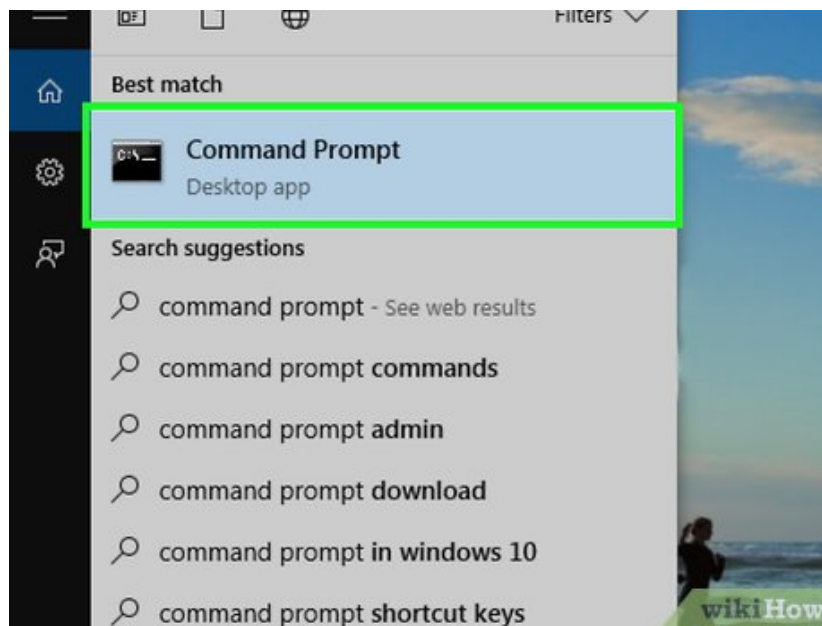 Filters
Best match
C:\_
Command Prompt
Desktop app
Search suggestions
command prompt - See web results
command prompt commands
command prompt admin
command prompt download
command prompt in windows 10
command prompt shortcut keys
wikiHow